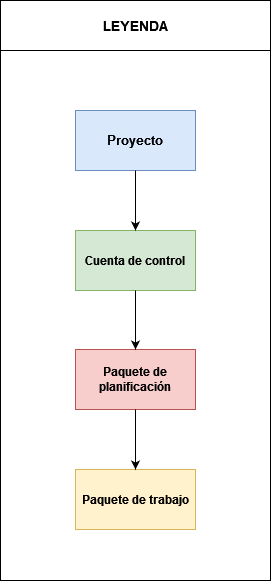 LEYENDA
Proyecto
Cuenta de control
Paquete de
planificación
Paquete de trabajo